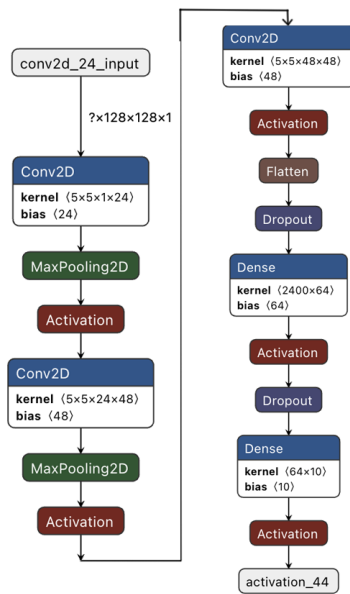 conv2d_24_input
?×128×128×1
Conv2D
kernel ⟨5×5×1×24⟩
bias ⟨24⟩
MaxPooling2D
Activation
Conv2D
kernel ⟨5×5×24×48⟩
bias ⟨48⟩
MaxPooling2D
Activation
Conv2D
kernel ⟨5×5×48×48⟩
bias ⟨48⟩
Activation
Flatten
Dropout
Dense
kernel ⟨2400×64⟩
bias ⟨64⟩
Activation
Dropout
Dense
kernel ⟨64×10⟩
bias ⟨10⟩
Activation
activation_44